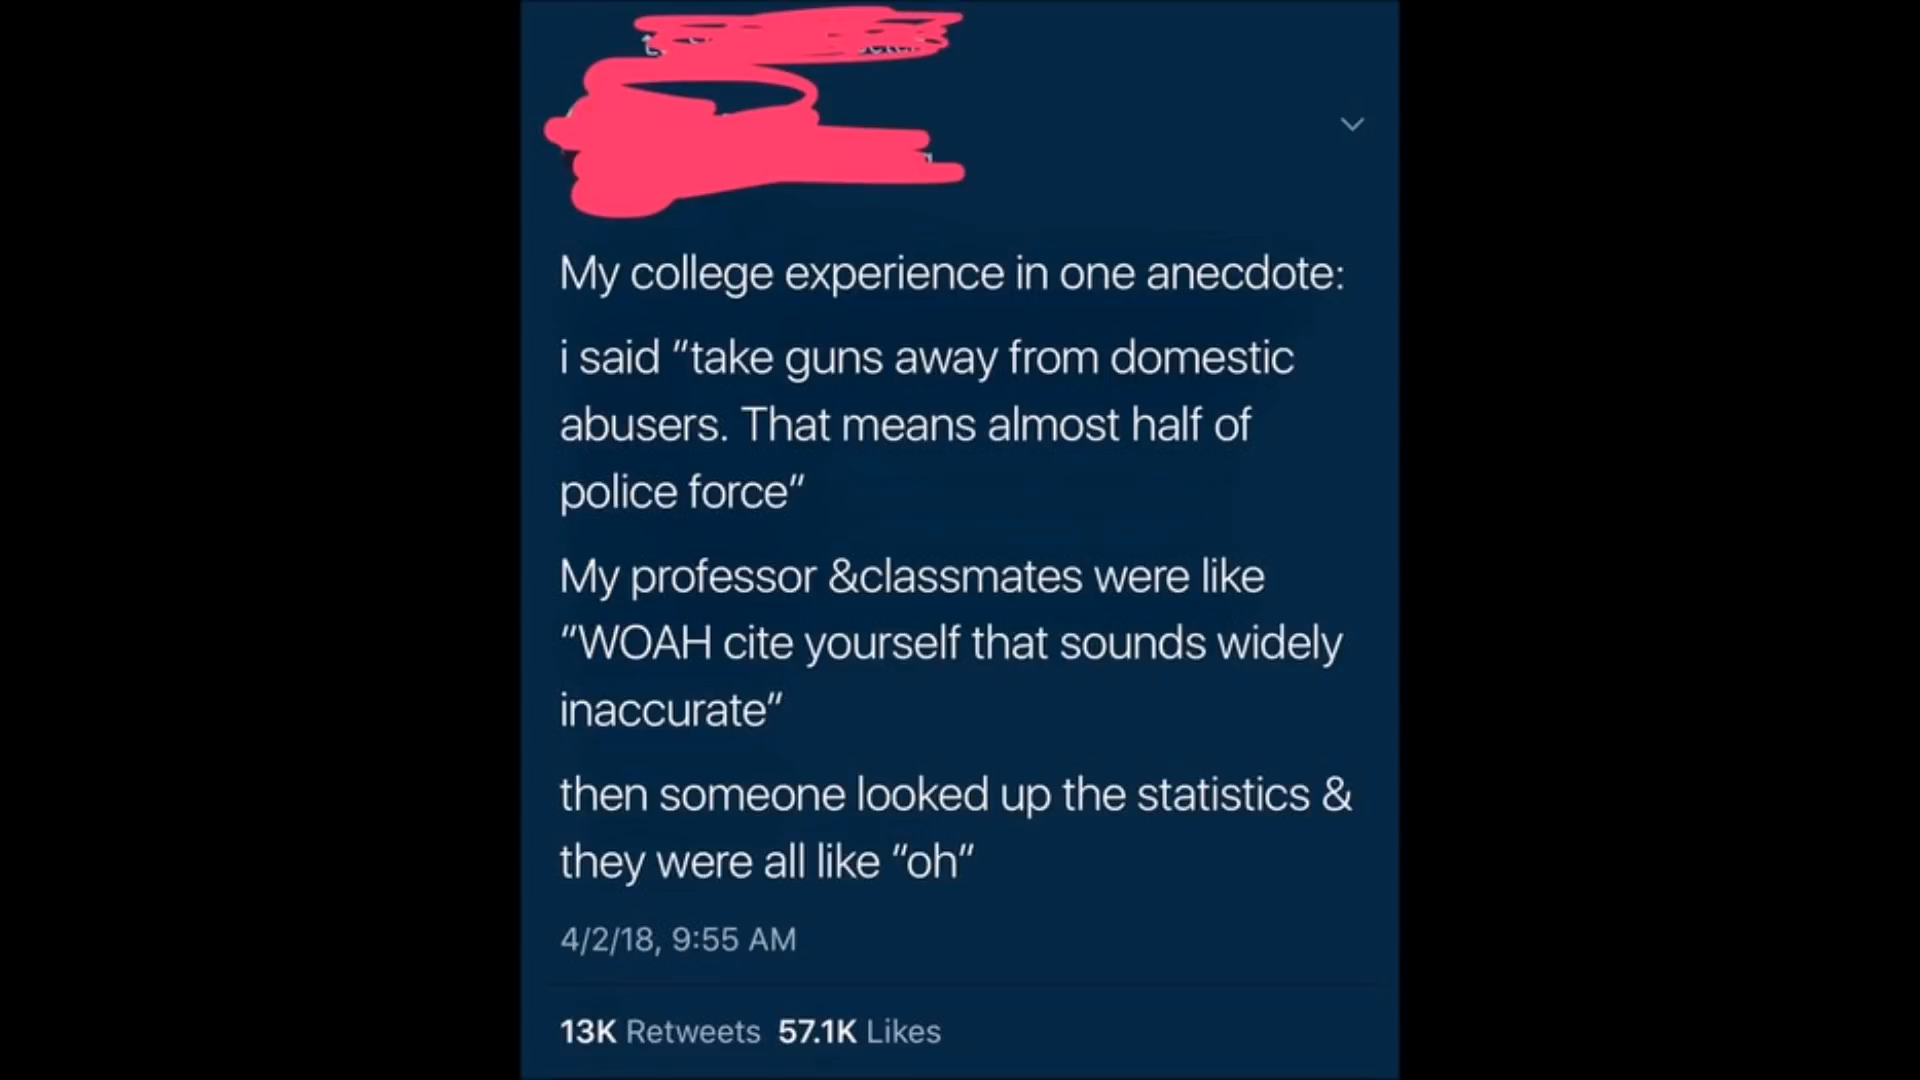 My college experience in one anecdote:
i said "take guns away from domestic
abusers. That means almost half of
police force"
My professor &classmates were like
"WOAH cite yourself that sounds widely
inaccurate"
then someone looked up the statistics &
they were all like "oh"
4/2/18, 9:55 AM
13K Retweets 57.1K Likes